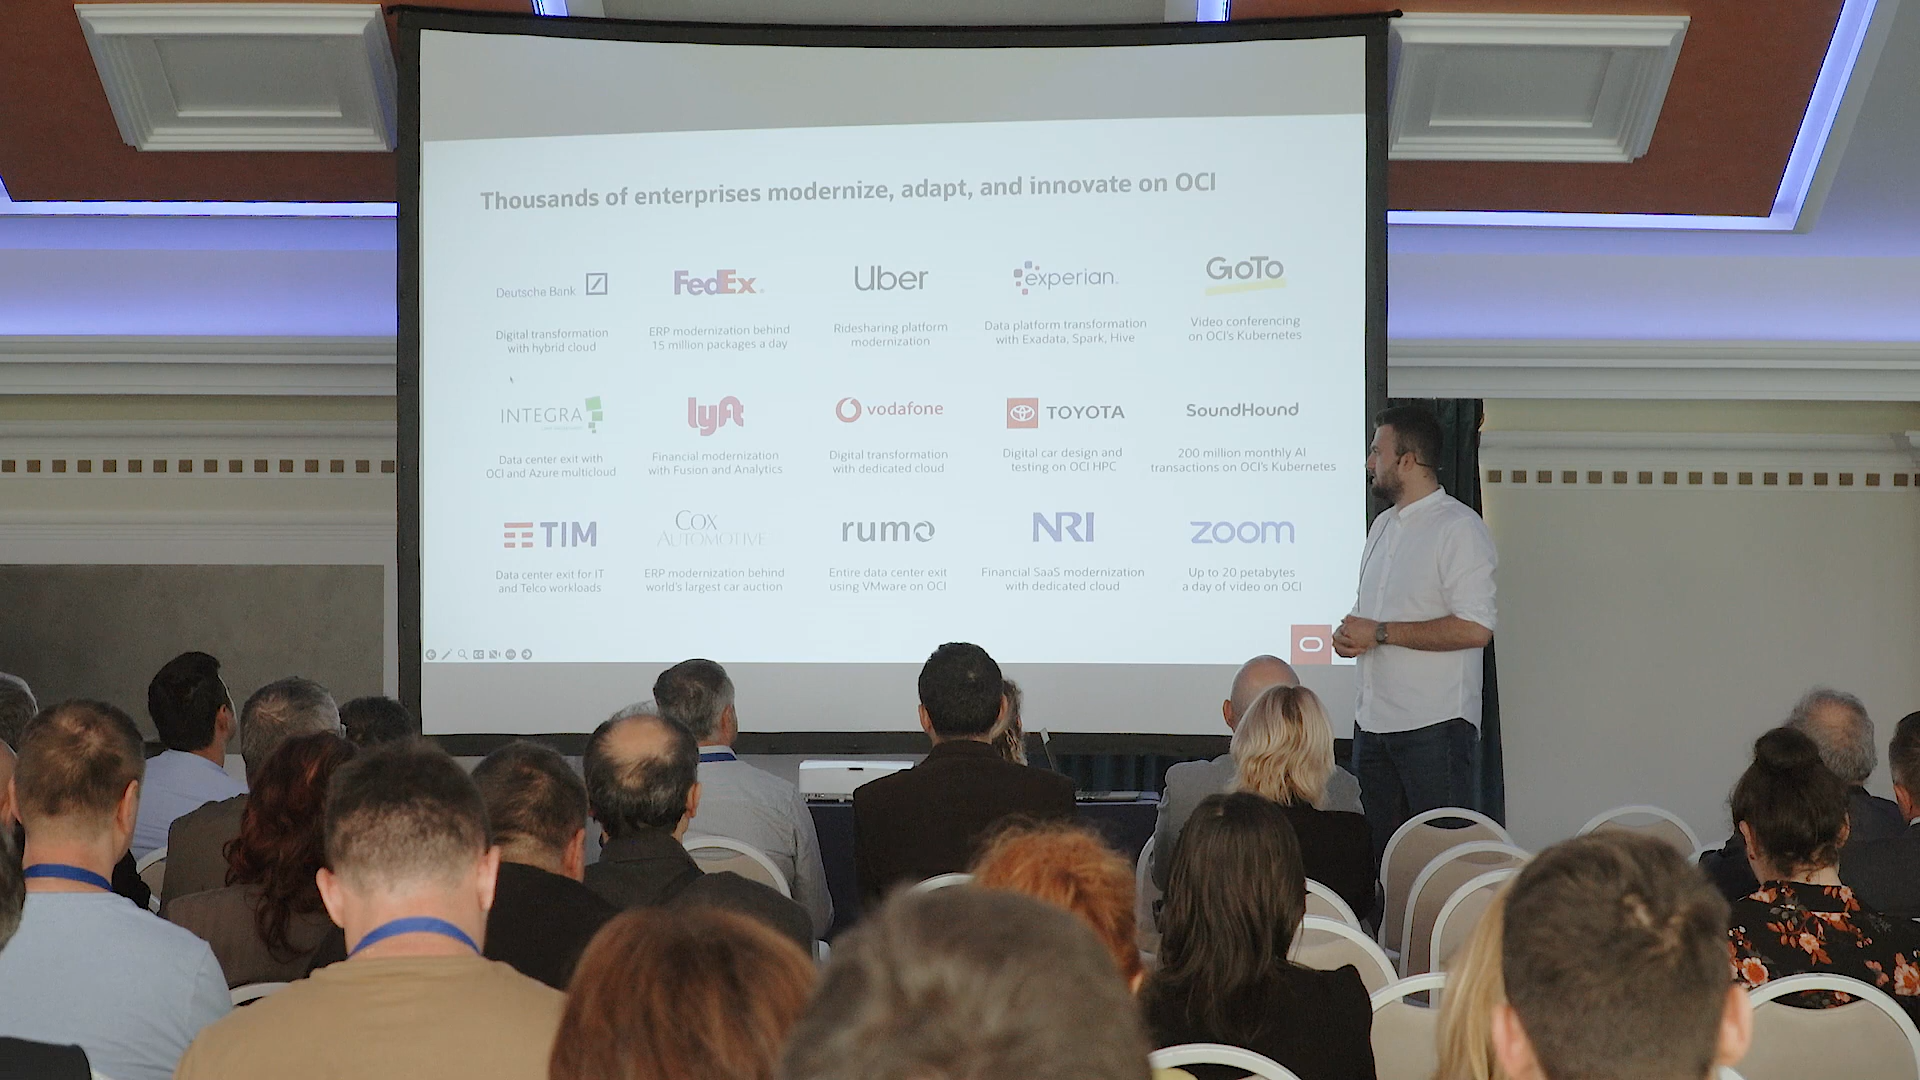 Thousands of enterprises modernize, adapt, and innovate on OCI
Deutsche Bank
Digital transformation
with hybrid cloud
FedEx
ERP modernization behind
15 million packages a day
Uber
Ridesharing platform
modernization
experian.
Data platform transformation
with Exadata, Spark, Hive
GoTo
Video conferencing
on OCI's Kubernetes
INTEGRA
Data center exit with
OCI and Azure multicloud
lyft
Financial modernization
with Fusion and Analytics
vodafone
Digital transformation
with dedicated cloud
TOYOTA
Digital car design and
testing on OCI HPC
SoundHound
200 million monthly AI
transactions on OCI's Kubernetes
TIM
Data center exit for IT
and Telco workloads
COX
AUTOMOTIVE
ERP modernization behind
world's largest car auction
rumo
Entire data center exit
using VMware on OCI
NRI
Financial SaaS modernization
with dedicated cloud
zoom
Up to 20 petabytes
a day of video on OCI